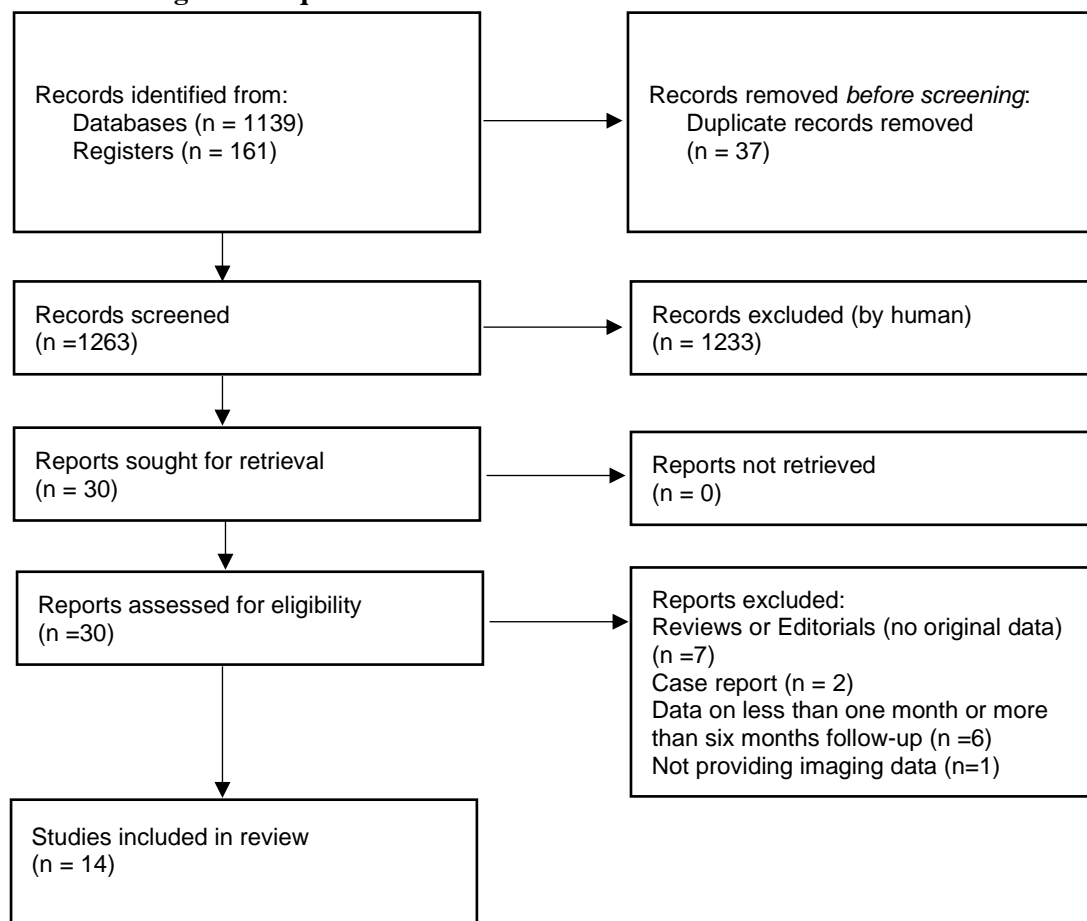 Records identified from:
Databases (n = 1139)
Registers (n = 161)
Records removed before screening:
Duplicate records removed
(n = 37)
Records screened
(n =1263)
Records excluded (by human)
(n = 1233)
Reports sought for retrieval
(n = 30)
Reports not retrieved
(n = 0)
Reports assessed for eligibility
(n =30)
Reports excluded:
Reviews or Editorials (no original data)
(n =7)
Case report (n = 2)
Data on less than one month or more
than six months follow-up (n =6)
Not providing imaging data (n=1)
Studies included in review
(n = 14)